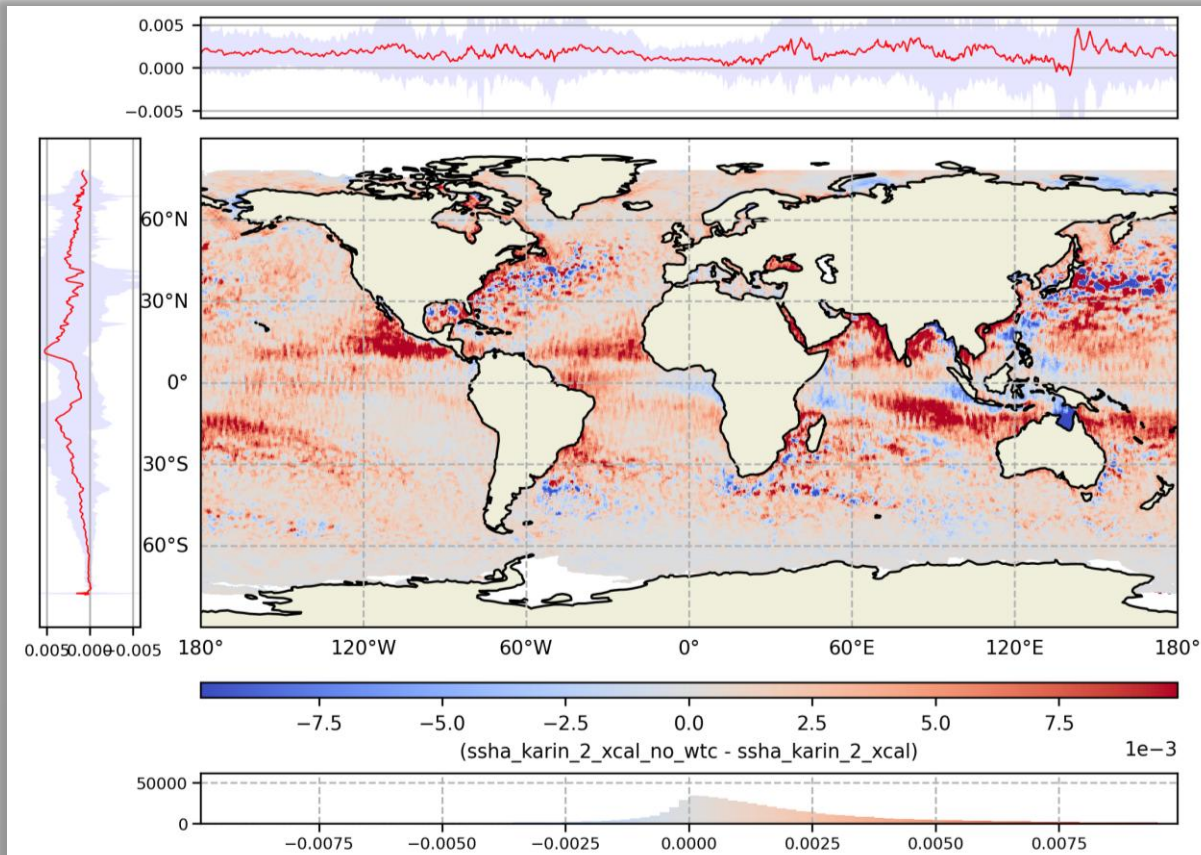 0.005
0.000
−0.005
60°N
30°N
0°
30°S
60°S
0.005 0.000 −0.005
180° 120°W 60°W 0° 60°E 120°E 180°
−7.5 −5.0 −2.5 0.0 2.5 5.0 7.5
(ssha_karin_2_xcal_no_wtc - ssha_karin_2_xcal) 1e−3
50000
0
−0.0075 −0.0050 −0.0025 0.0000 0.0025 0.0050 0.0075